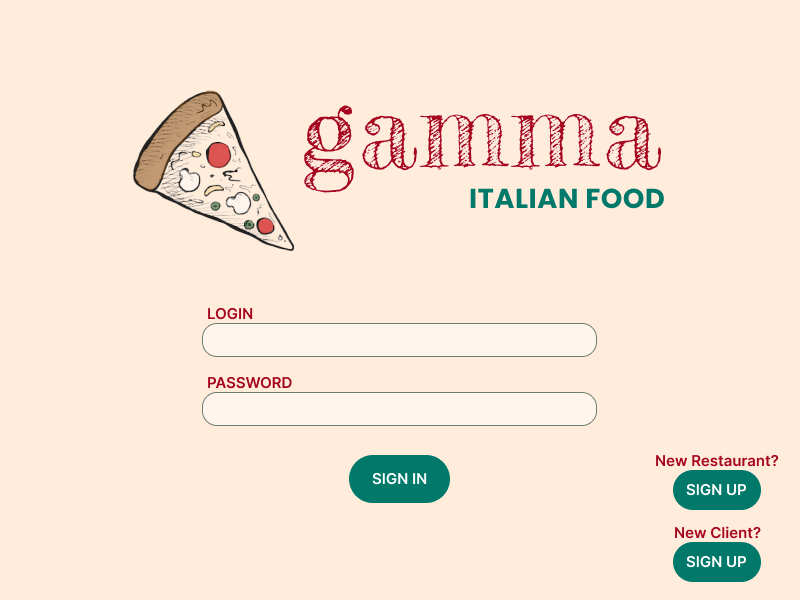 gamma
ITALIAN FOOD
LOGIN
PASSWORD
SIGN IN
New Restaurant?
SIGN UP
New Client?
SIGN UP